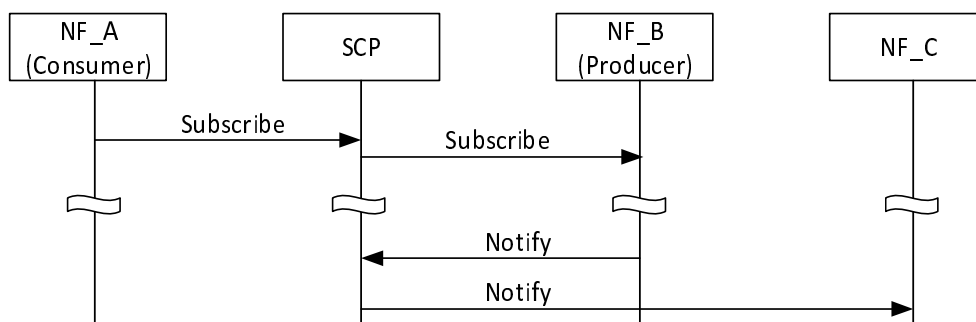 NF_A
(Consumer)
SCP
NF_B
(Producer)
NF_C
Subscribe
Subscribe
Notify
Notify